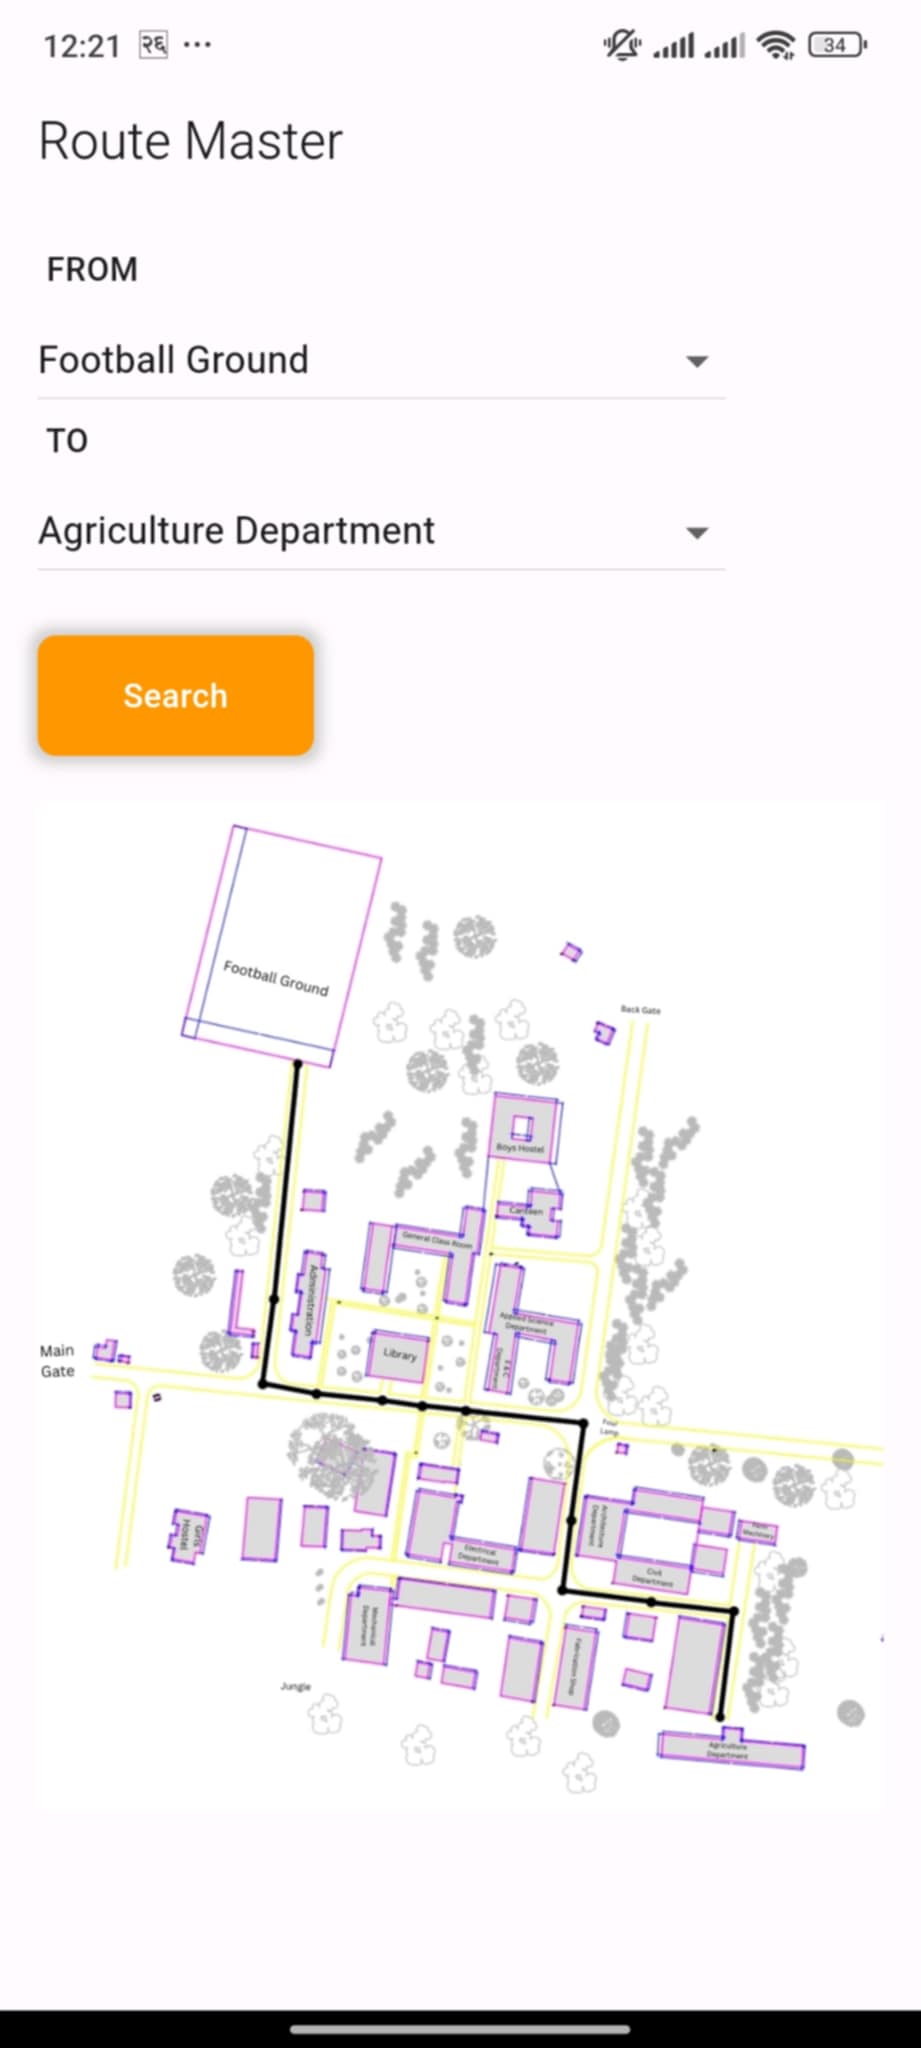 12:21 २६ ...
34
Route Master
FROM
Football Ground
TO
Agriculture Department
Search
Football Ground
Back Gate
Boys Hostel
Canteen
General Class Room
Administration
Applied Science
Department
Library
Main
Gate
Four
Lamp
Girls
Hostel
Architecture
Department
Machinery
Electrical
Department
Civil
Department
Mechanical
Department
Fabrication Shop
Jungle
Agriculture
Department